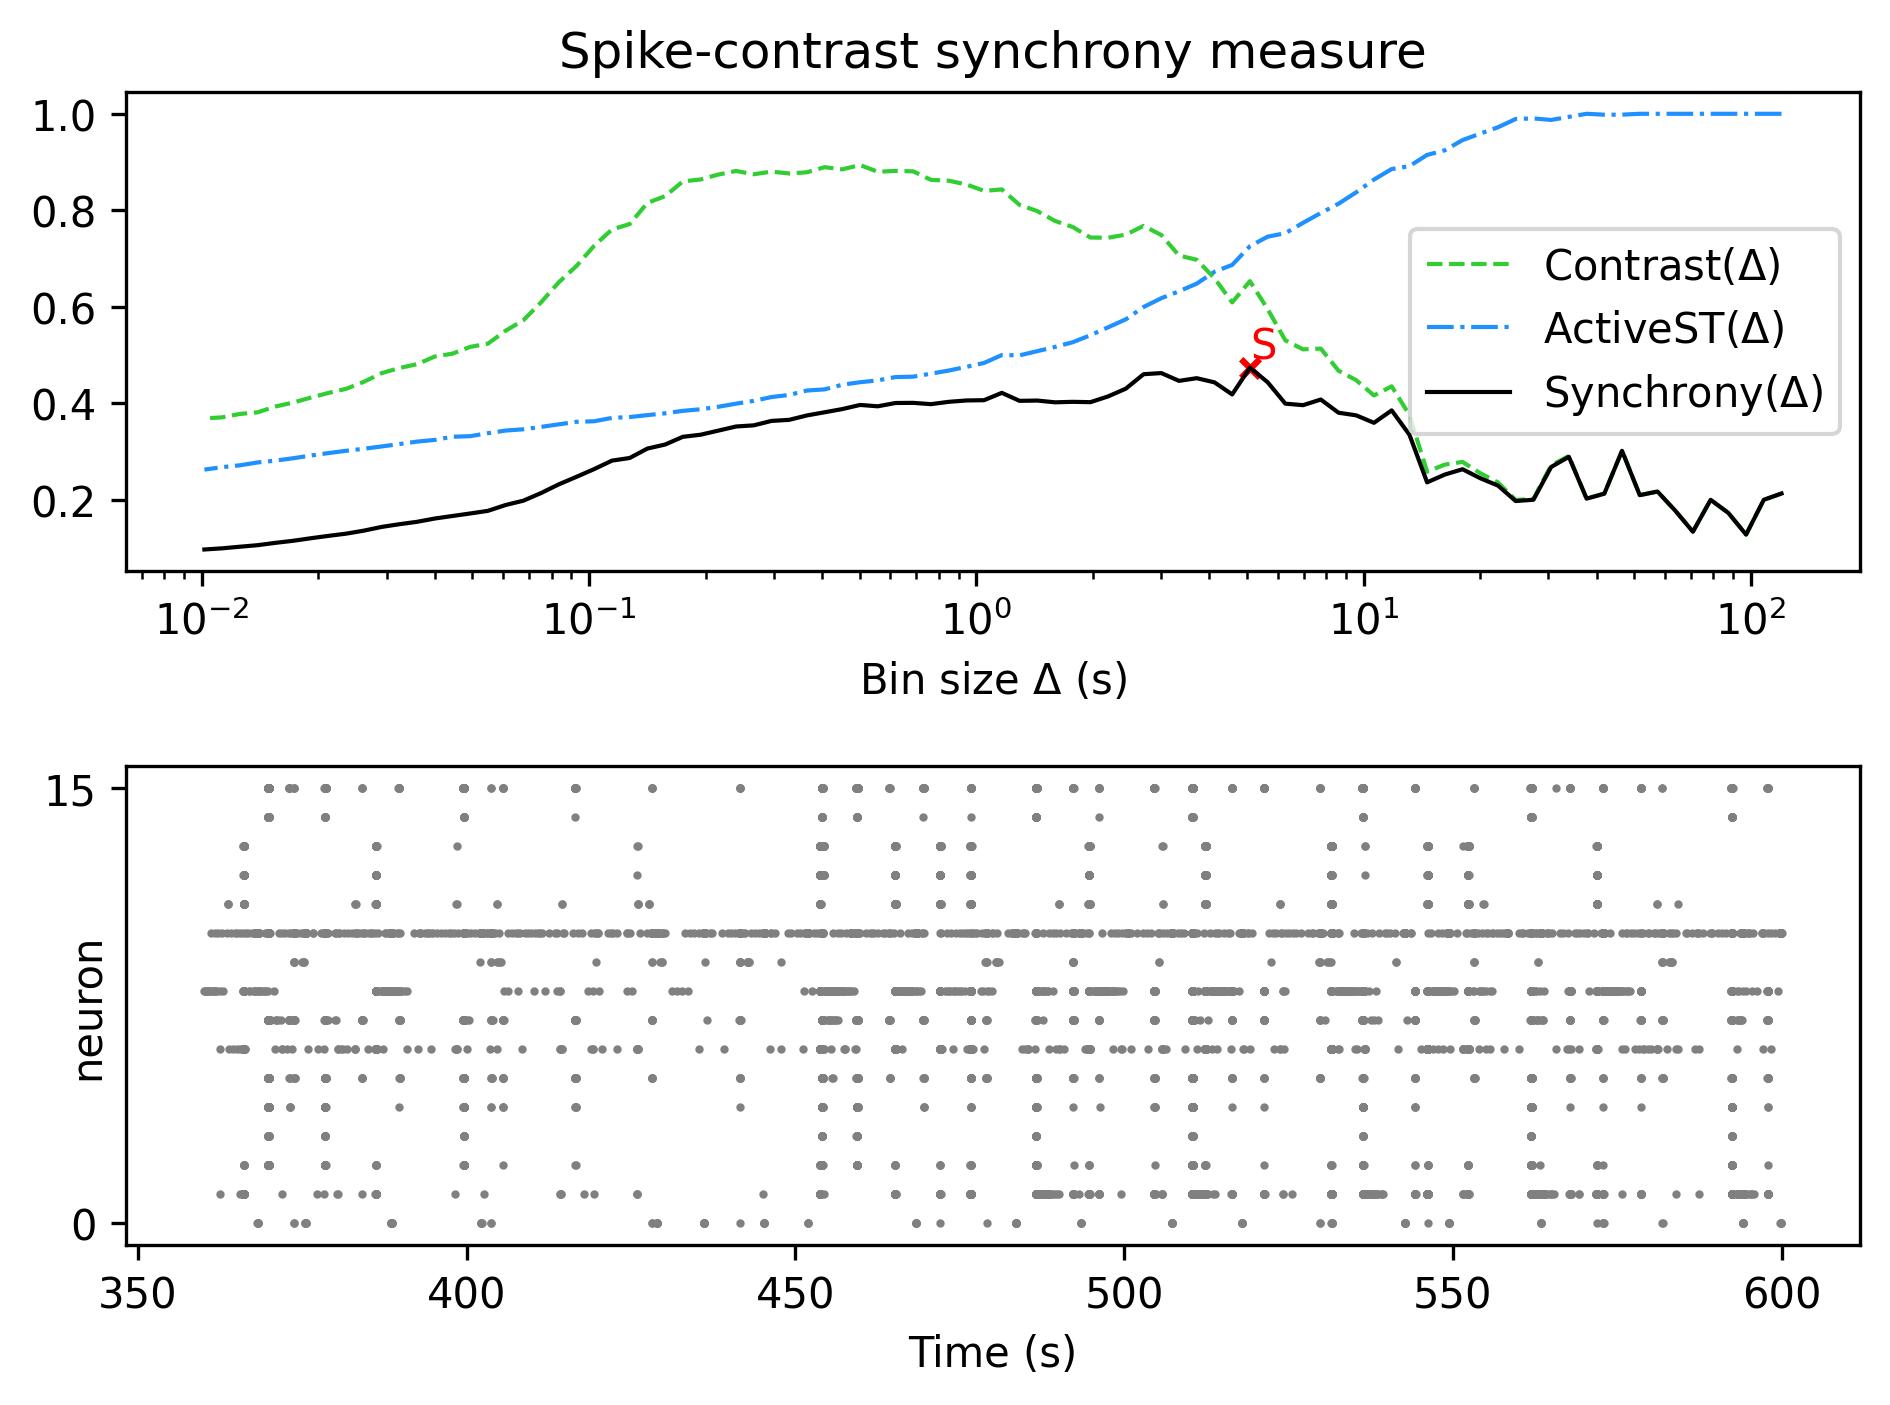 Spike-contrast synchrony measure
1.0
0.8
0.6
0.4
0.2
S
Contrast(Δ)
ActiveST(Δ)
Synchrony(Δ)
10⁻² 10⁻¹ 10⁰ 10¹ 10²
Bin size Δ (s)
15
neuron
0
350 400 450 500 550 600
Time (s)